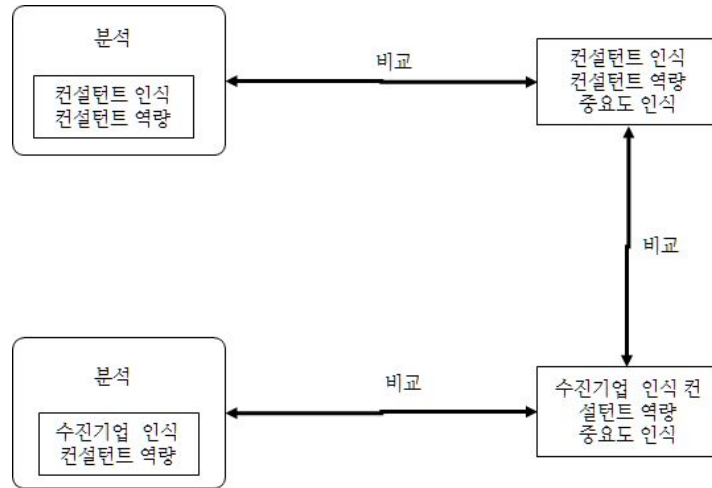 분석
컨설턴트 인식
컨설턴트 역량
비교
컨설턴트 인식
컨설턴트 역량
중요도 인식
비교
분석
수진기업 인식
컨설턴트 역량
비교
수진기업 인식 컨
설턴트 역량
중요도 인식